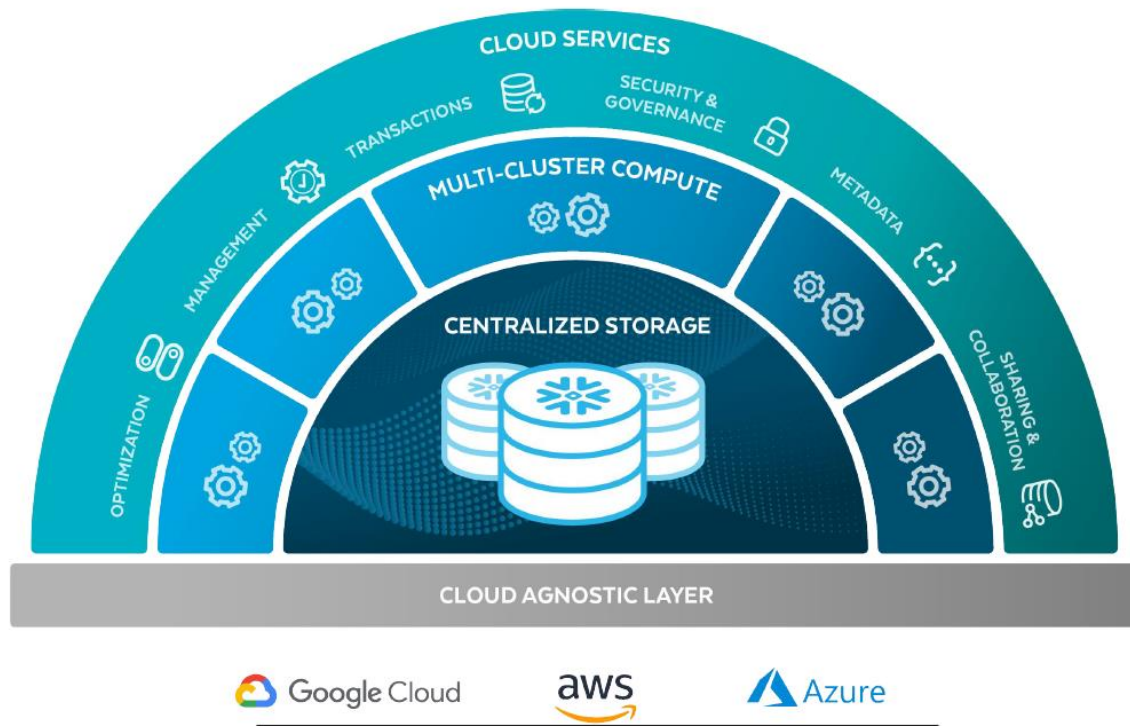 CLOUD SERVICES
OPTIMIZATION
MANAGEMENT
TRANSACTIONS
SECURITY &
GOVERNANCE
METADATA
SHARING &
COLLABORATION
MULTI-CLUSTER COMPUTE
CENTRALIZED STORAGE
CLOUD AGNOSTIC LAYER
Google Cloud
aws
Azure